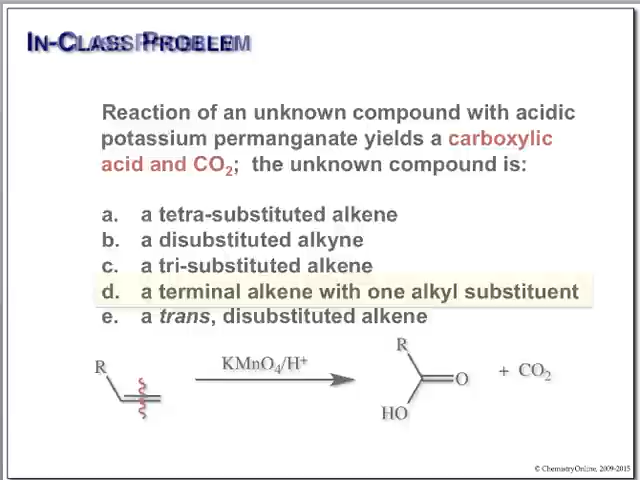 IN-CLASS PROBLEM
Reaction of an unknown compound with acidic
potassium permanganate yields a carboxylic
acid and CO₂; the unknown compound is:
a. a tetra-substituted alkene
b. a disubstituted alkyne
c. a tri-substituted alkene
d. a terminal alkene with one alkyl substituent
e. a trans, disubstituted alkene
R
KMnO₄/H⁺
R
O
HO
+ CO₂
© ChemistryOnline, 2009-2015